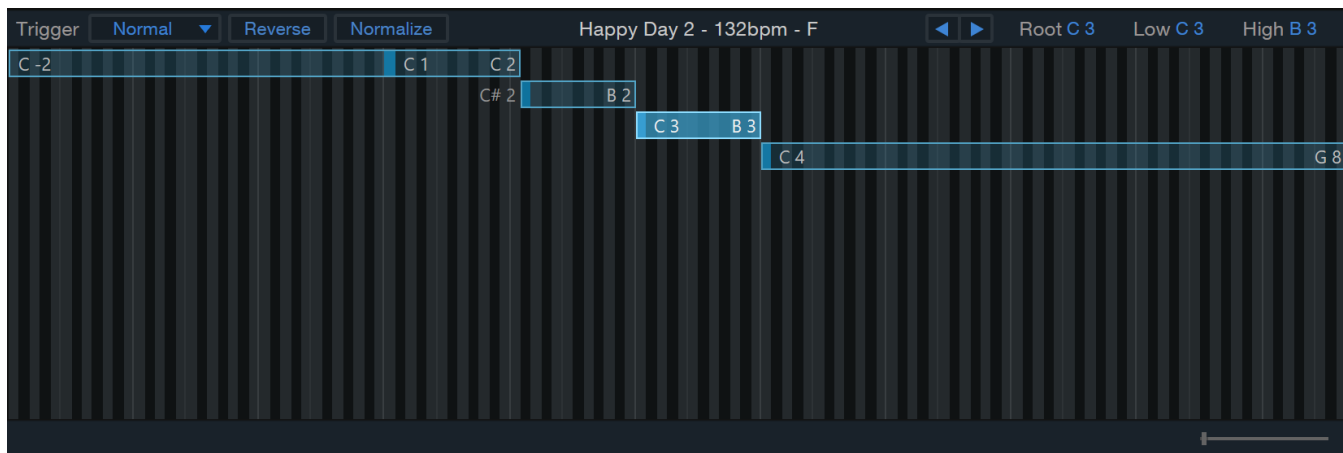 Trigger Normal Reverse Normalize Happy Day 2 - 132bpm - F Root C 3 Low C 3 High B 3
C -2 C 1 C 2
C# 2 B 2
C 3 B 3
C 4 G 8